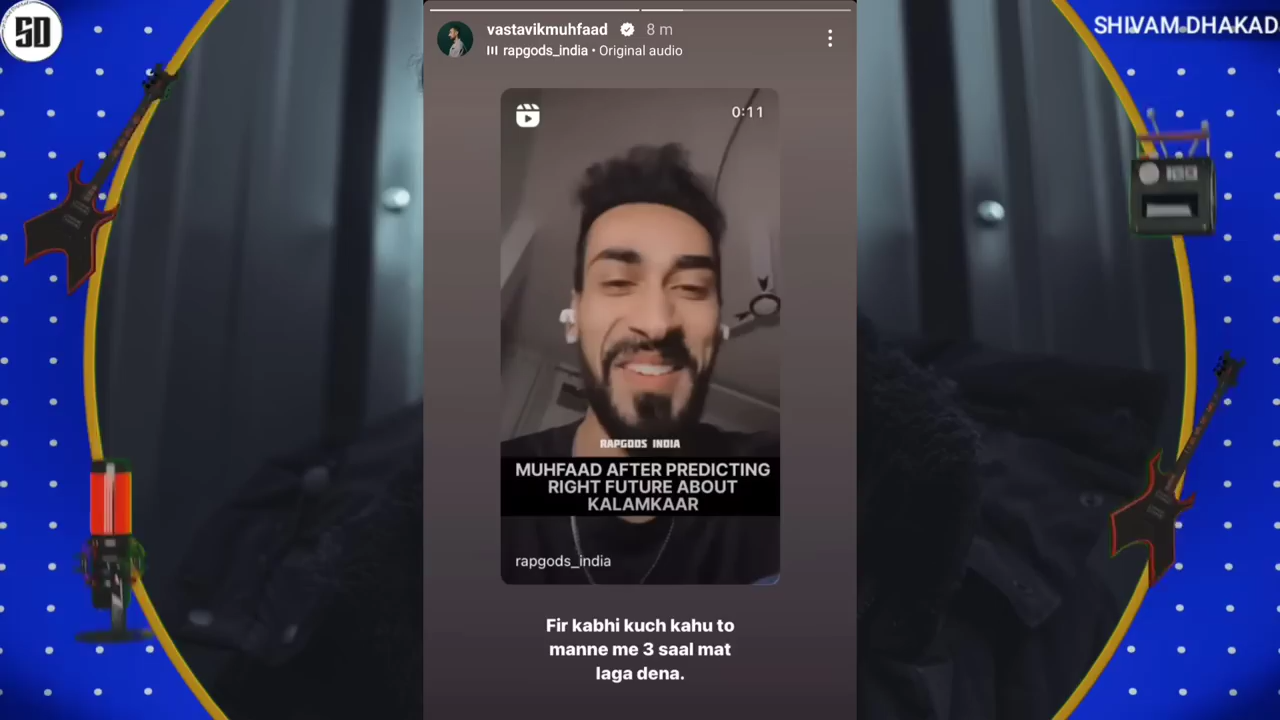 SD
SHIVAM DHAKAD
vastavikmuhfaad 8 m
rapgods_india • Original audio
0:11
RAPGODS INDIA
MUHFAAD AFTER PREDICTING
RIGHT FUTURE ABOUT
KALAMKAAR
rapgods_india
Fir kabhi kuch kahu to
manne me 3 saal mat
laga dena.